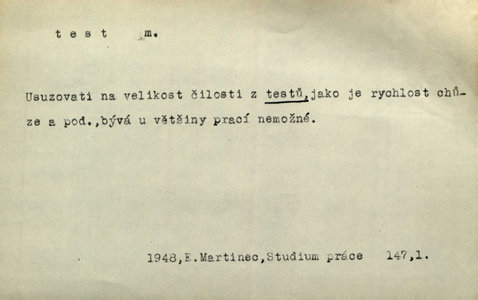 test m.
Usuzovati na velikost čilosti z testů,jako je rychlost chů-
ze a pod.,bývá u většiny prací nemožné.
1948,E.Martinec,Studium práce 147,1.